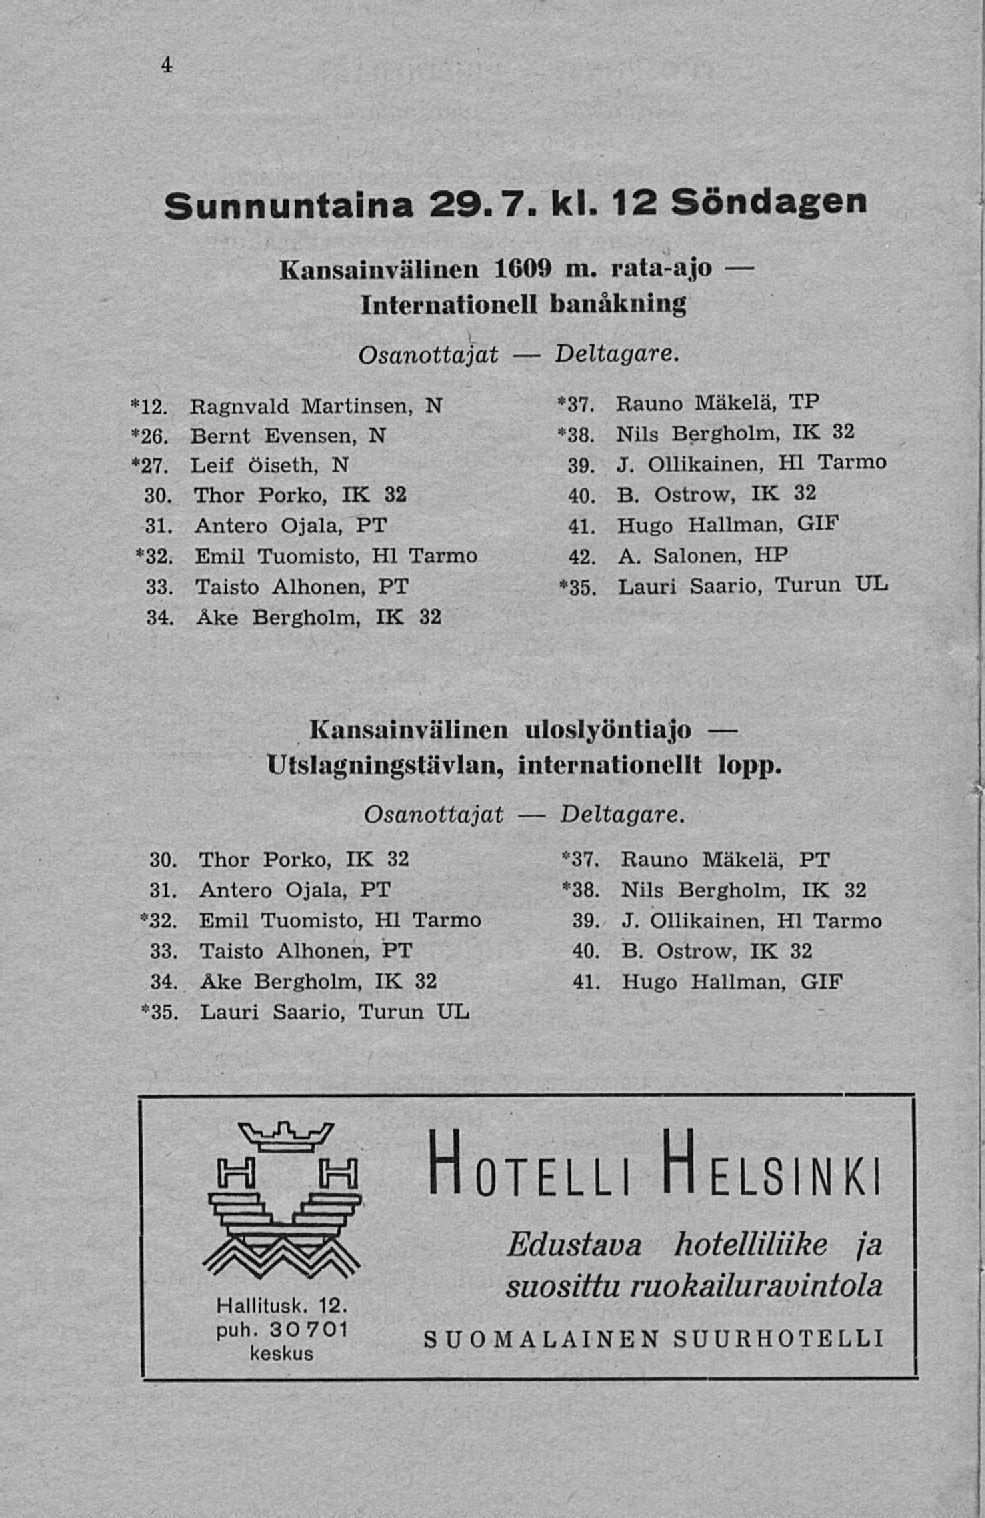 4
Sunnuntaina 29.7. kl. 12 Söndagen
Kansainvälinen 1609 m. rata-ajo —
Internationell banåkning
Osanottajat — Deltagare.
*12. Ragnvald Martinsen, N
*26. Bernt Evensen, N
*27. Leif Öiseth, N
30. Thor Porko, IK 32
31. Antero Ojala, PT
*32. Emil Tuomisto, Hl Tarmo
33. Taisto Alhonen, PT
34. Åke Bergholm, IK 32
*37. Rauno Mäkelä, TP
*38. Nils Bergholm, IK 32
39. J. Ollikainen, Hl Tarmo
40. B. Ostrow, IK 32
41. Hugo Hallman, GIF
42. A. Salonen, HP
*35. Lauri Saario, Turun UL
Kansainvälinen uloslyöntiajo —
Utslagningstävlan, internationellt lopp.
Osanottajat — Deltagare.
30. Thor Porko, IK 32
31. Antero Ojala, PT
*32. Emil Tuomisto, Hl Tarmo
33. Taisto Alhonen, PT
34. Åke Bergholm, IK 32
*35. Lauri Saario, Turun UL
*37. Rauno Mäkelä, PT
*38. Nils Bergholm, IK 32
39. J. Ollikainen, Hl Tarmo
40. B. Ostrow, IK 32
41. Hugo Hallman, GIF
H H
Hallitusk. 12.
puh. 30701
keskus
HOTELLI HELSINKI
Edustava hotelliliike ja
suosittu ruokailuravintola
SUOMALAINEN SUURHOTELLI